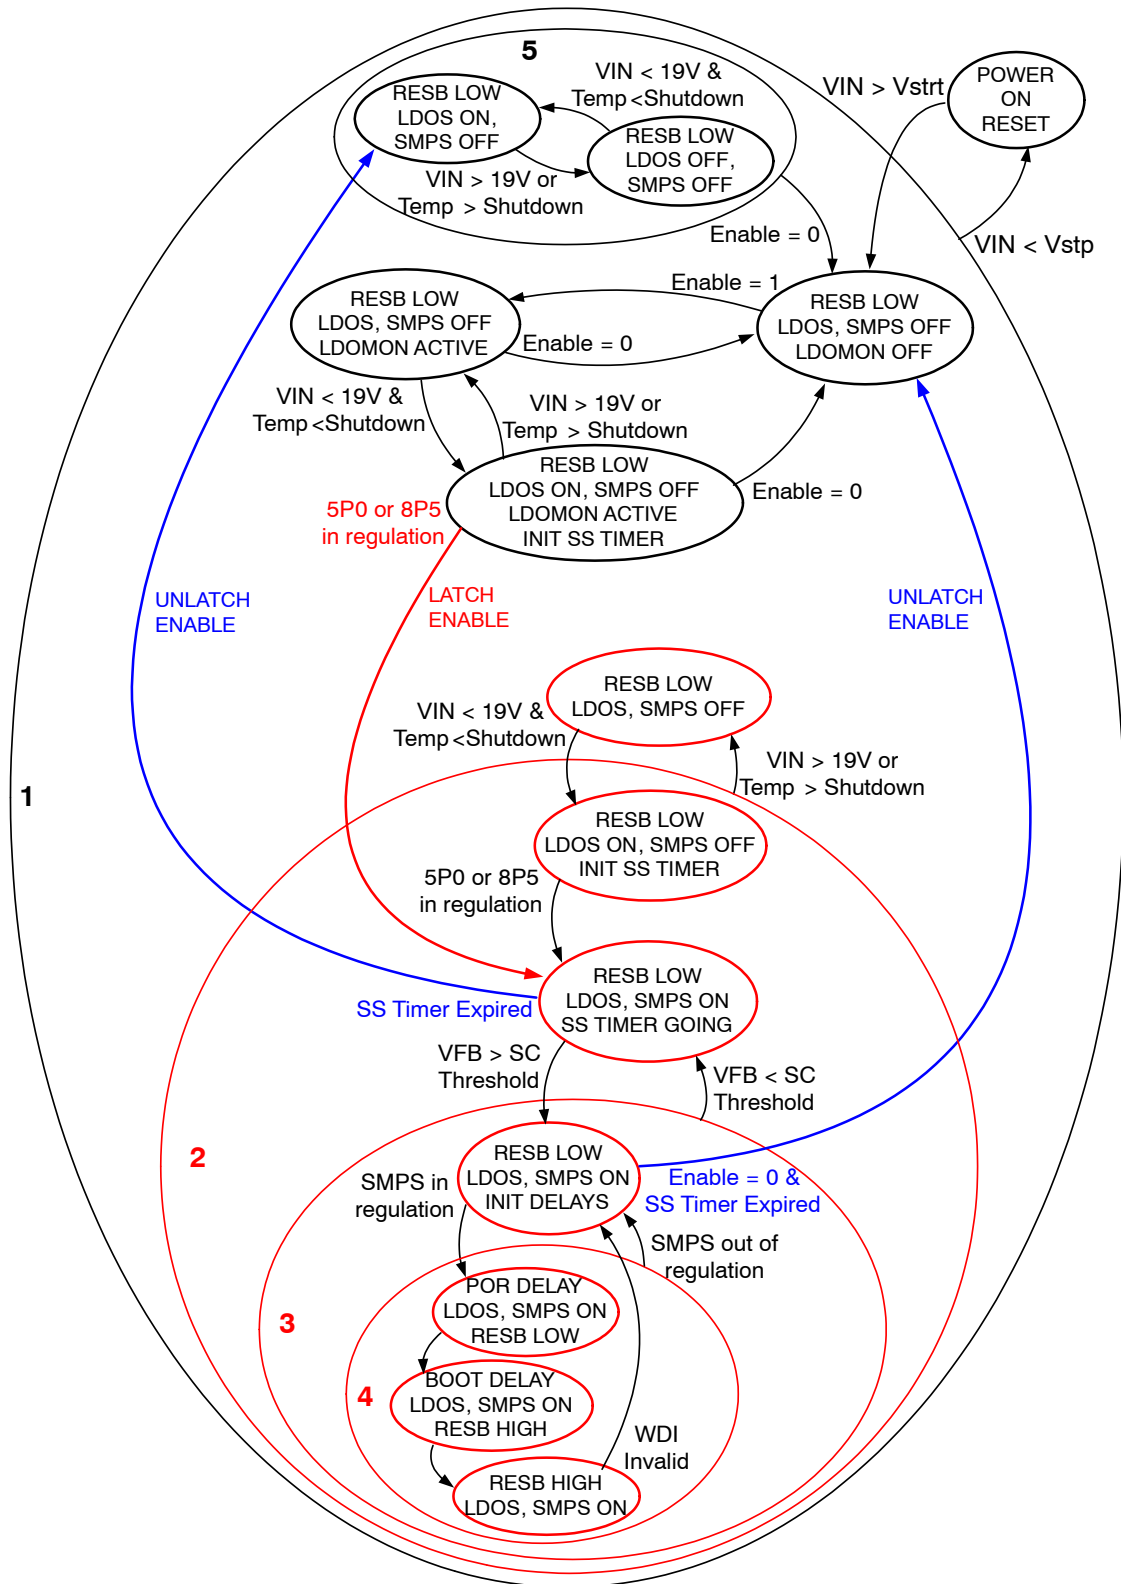 5
VIN < 19V &
Temp <Shutdown
RESB LOW
LDOS ON,
SMPS OFF
RESB LOW
LDOS OFF,
SMPS OFF
VIN > 19V or
Temp > Shutdown
VIN > Vstrt
POWER
ON
RESET
Enable = 0
VIN < Vstp
Enable = 1
RESB LOW
LDOS, SMPS OFF
LDOMON ACTIVE
RESB LOW
LDOS, SMPS OFF
LDOMON OFF
Enable = 0
VIN < 19V &
Temp <Shutdown
VIN > 19V or
Temp > Shutdown
RESB LOW
LDOS ON, SMPS OFF
LDOMON ACTIVE
INIT SS TIMER
Enable = 0
5P0 or 8P5
in regulation
UNLATCH
ENABLE
LATCH
ENABLE
UNLATCH
ENABLE
RESB LOW
LDOS, SMPS OFF
VIN < 19V &
Temp <Shutdown
VIN > 19V or
Temp > Shutdown
1
RESB LOW
LDOS ON, SMPS OFF
INIT SS TIMER
5P0 or 8P5
in regulation
RESB LOW
LDOS, SMPS ON
SS TIMER GOING
SS Timer Expired
VFB > SC
Threshold
VFB < SC
Threshold
2
RESB LOW
LDOS, SMPS ON
INIT DELAYS
SMPS in
regulation
Enable = 0 &
SS Timer Expired
SMPS out of
regulation
3
POR DELAY
LDOS, SMPS ON
RESB LOW
4
BOOT DELAY
LDOS, SMPS ON
RESB HIGH
WDI
Invalid
RESB HIGH
LDOS, SMPS ON